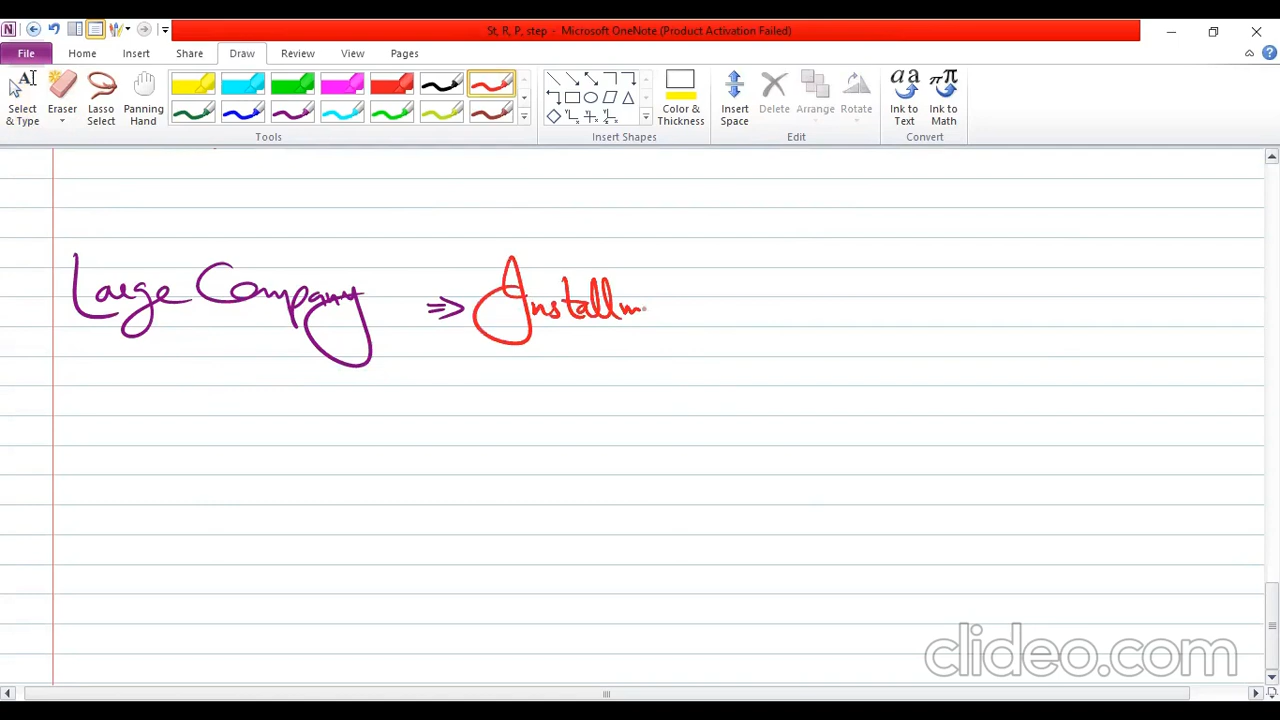 St, R, P, step - Microsoft OneNote (Product Activation Failed)
File Home Insert Share Draw Review View Pages
Select & Type
Eraser
Lasso Select
Panning Hand
Color & Thickness
Insert Space
Delete
Arrange
Rotate
Ink to Text
Ink to Math
Tools Insert Shapes Edit Convert
Large Company ⇒ Installm
clideo.com